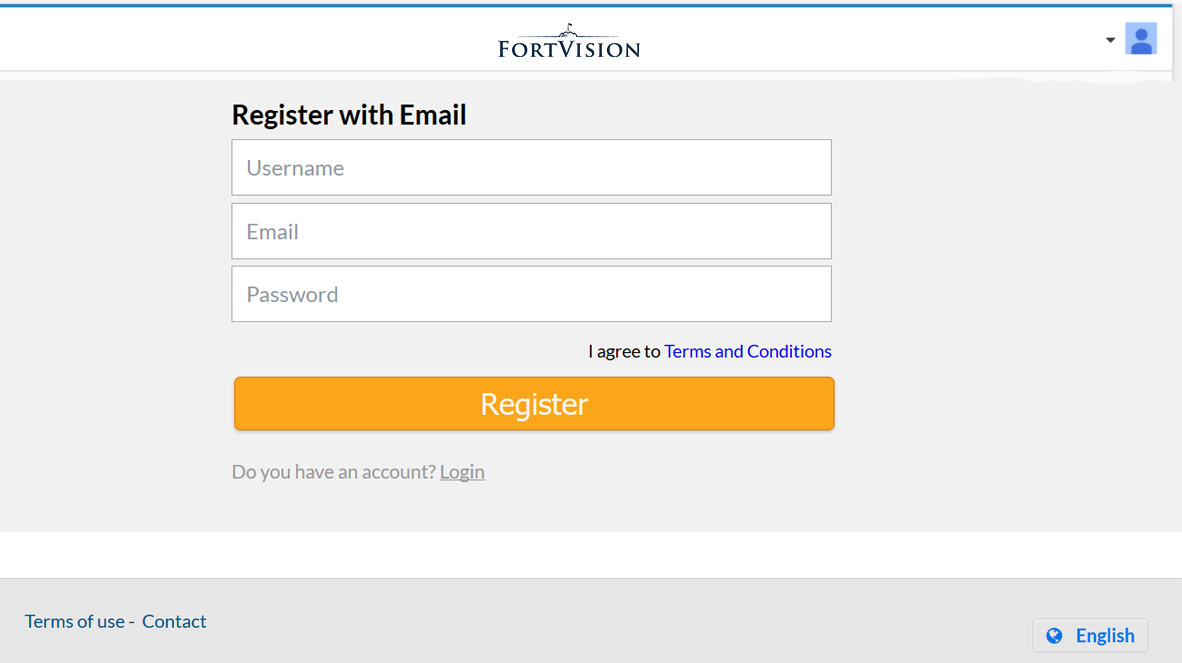 FORTVISION
Register with Email
Username
Email
Password
I agree to Terms and Conditions
Register
Do you have an account? Login
Terms of use - Contact
English